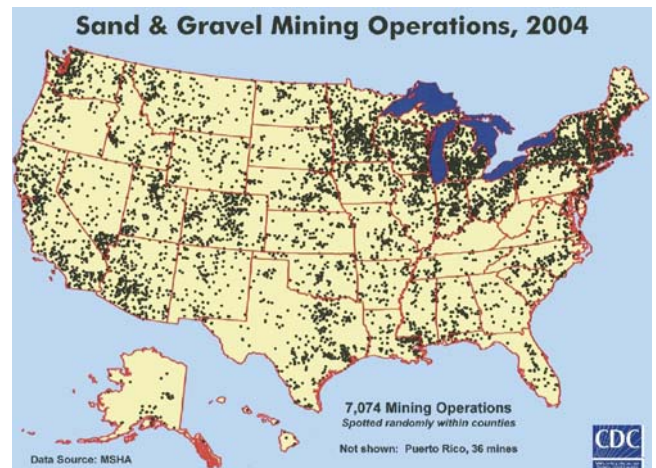 Sand & Gravel Mining Operations, 2004
7,074 Mining Operations
Spotted randomly within counties
Not shown: Puerto Rico, 36 mines
Data Source: MSHA
CDC